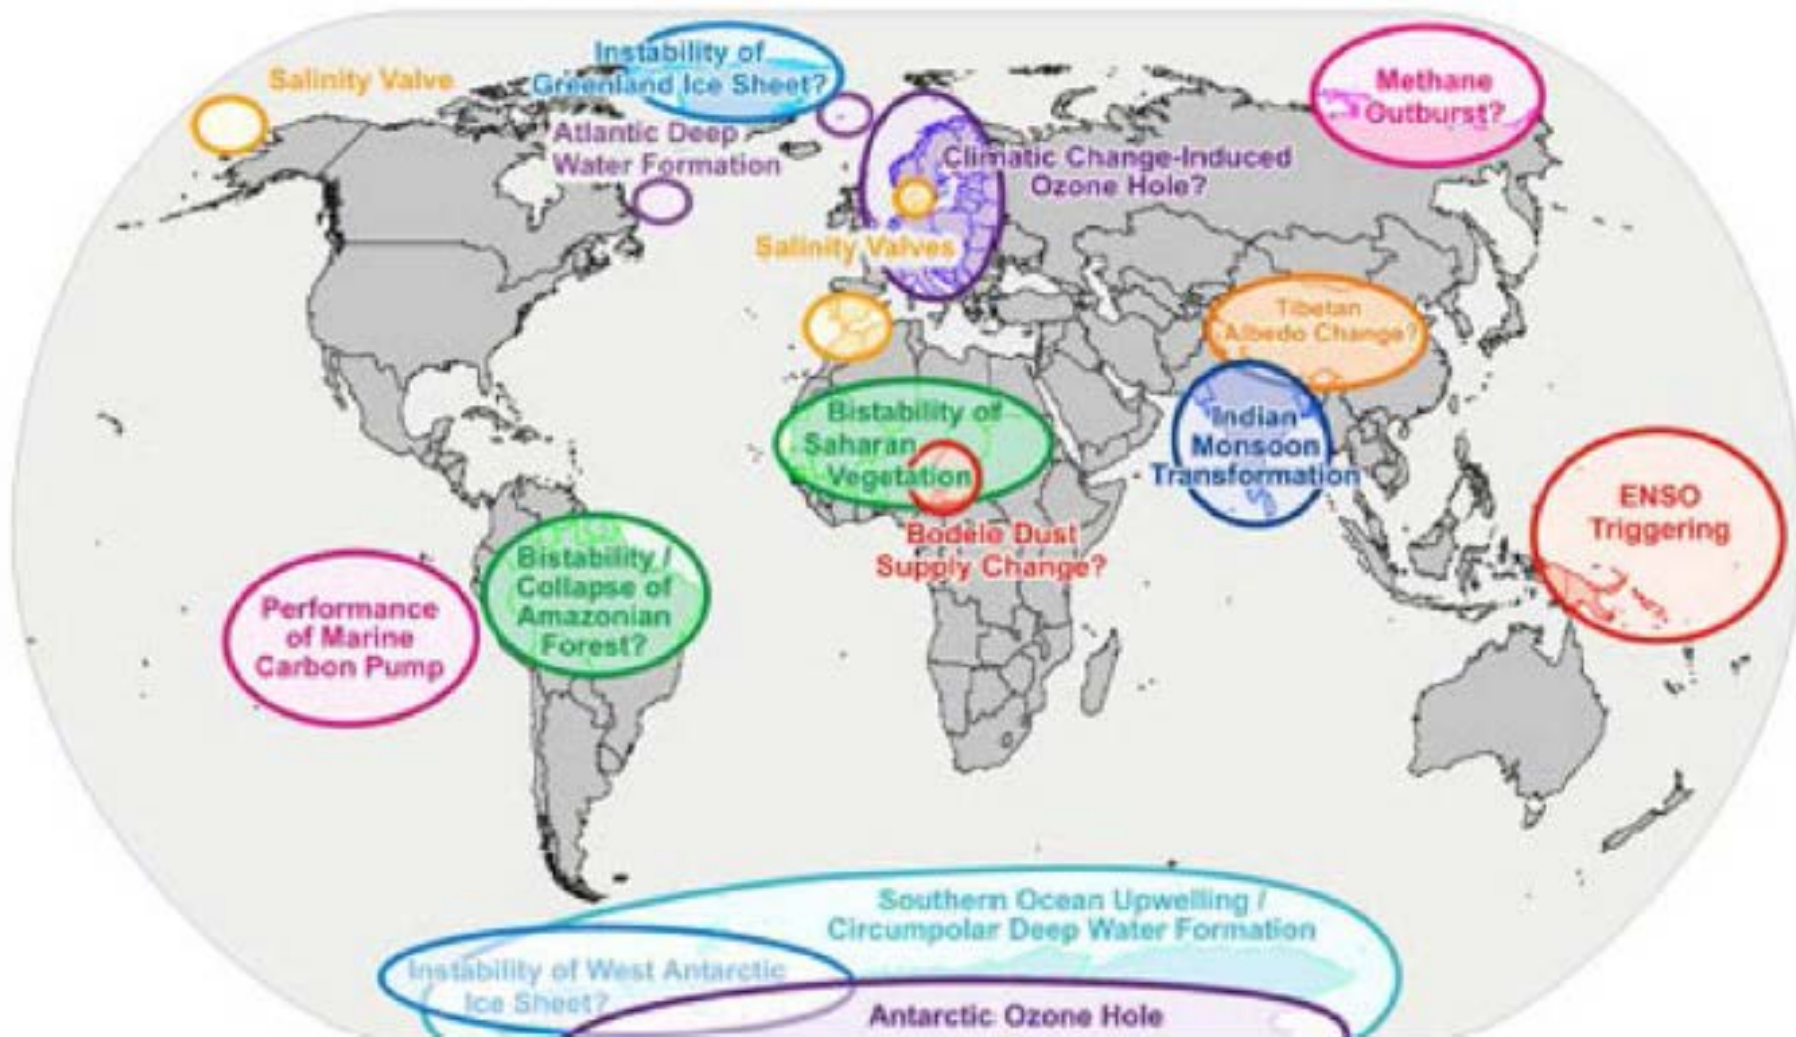 Instability of
Greenland Ice Sheet?
Salinity Valve
Methane
Outburst?
Atlantic Deep
Water Formation
Climatic Change-Induced
Ozone Hole?
Salinity Valves
Tibetan
Albedo Change?
Bistability of
Saharan
Vegetation
Indian
Monsoon
Transformation
ENSO
Triggering
Bodele Dust
Supply Change?
Bistability /
Collapse of
Amazonian
Forest?
Performance
of Marine
Carbon Pump
Southern Ocean Upwelling /
Circumpolar Deep Water Formation
Instability of West Antarctic
Ice Sheet?
Antarctic Ozone Hole